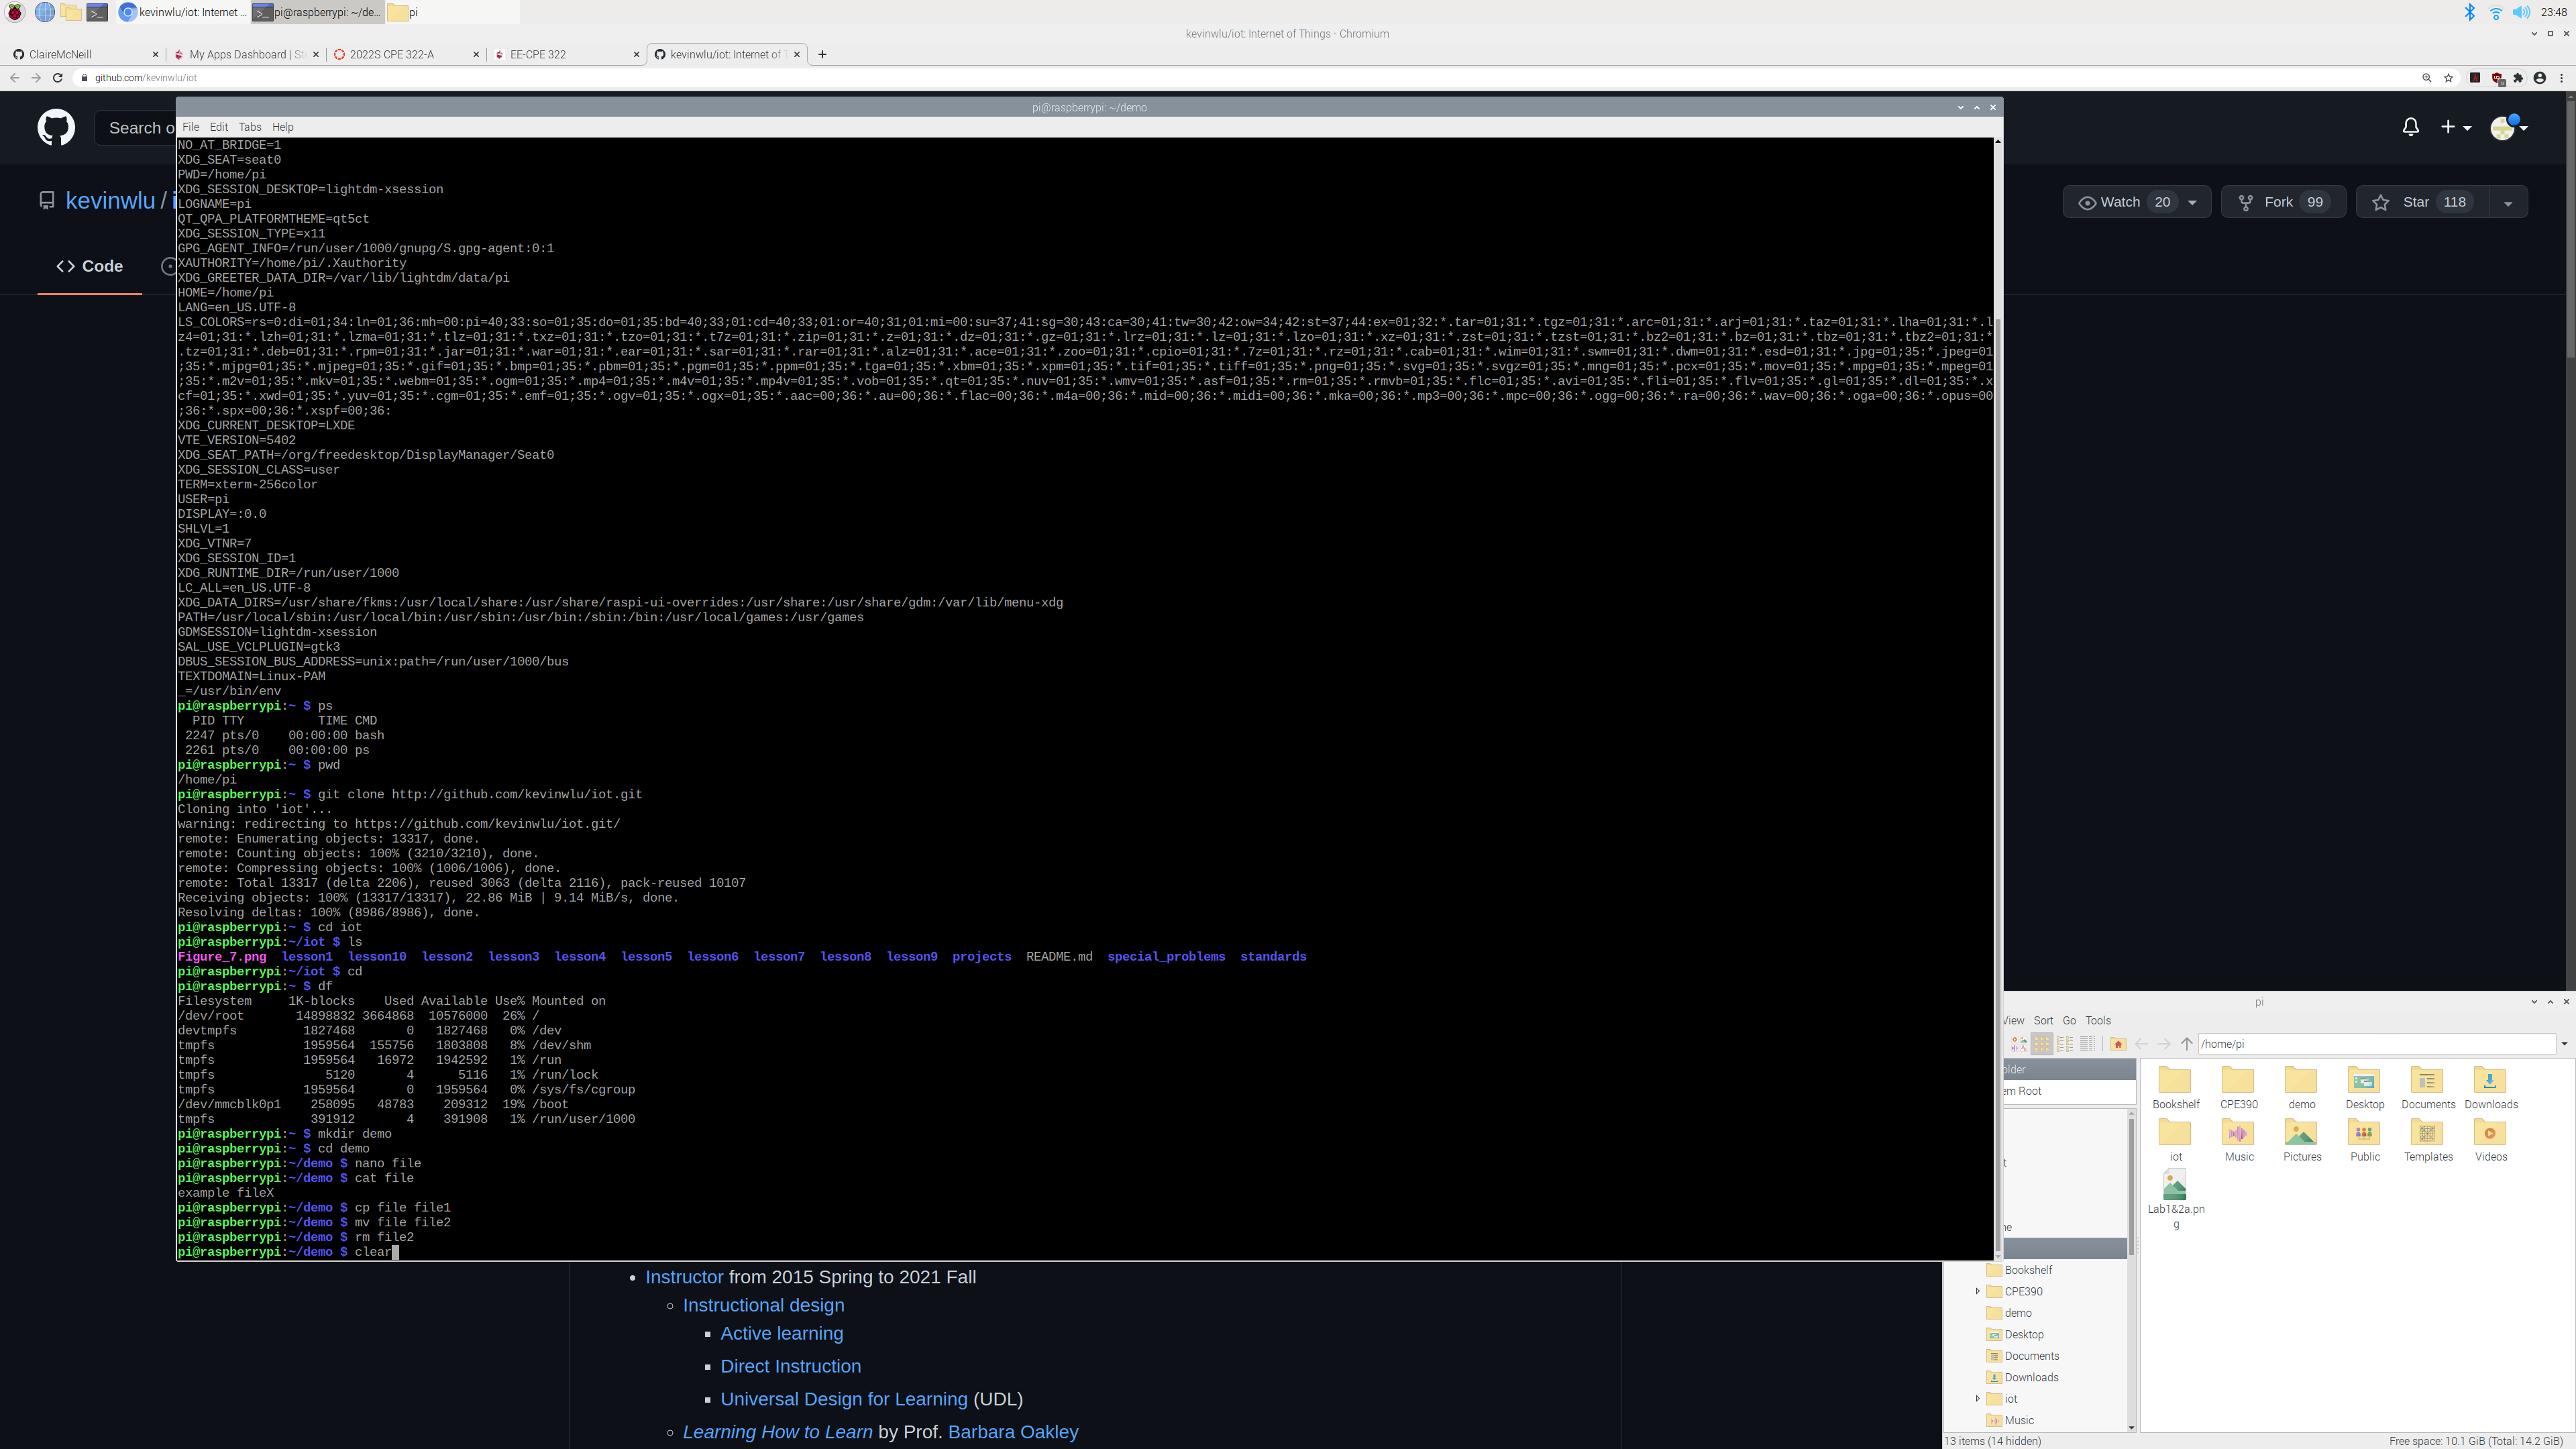 kevinwlu/iot: Internet ...
pi@raspberrypi: ~/de...
pi
23:48
kevinwlu/iot: Internet of Things - Chromium
ClaireMcNeill
My Apps Dashboard | St
2022S CPE 322-A
EE-CPE 322
kevinwlu/iot: Internet of T
github.com/kevinwlu/iot
Search o
kevinwlu /
Watch 20
Fork 99
Star 118
Code
pi@raspberrypi: ~/demo
File Edit Tabs Help
NO_AT_BRIDGE=1
XDG_SEAT=seat0
PWD=/home/pi
XDG_SESSION_DESKTOP=lightdm-xsession
LOGNAME=pi
QT_QPA_PLATFORMTHEME=qt5ct
XDG_SESSION_TYPE=x11
GPG_AGENT_INFO=/run/user/1000/gnupg/S.gpg-agent:0:1
XAUTHORITY=/home/pi/.Xauthority
XDG_GREETER_DATA_DIR=/var/lib/lightdm/data/pi
HOME=/home/pi
LANG=en_US.UTF-8
LS_COLORS=rs=0:di=01;34:ln=01;36:mh=00:pi=40;33:so=01;35:do=01;35:bd=40;33;01:cd=40;33;01:or=40;31;01:mi=00:su=37;41:sg=30;43:ca=30;41:tw=30;42:ow=34;42:st=37;44:ex=01;32:*.tar=01;31:*.tgz=01;31:*.arc=01;31:*.arj=01;31:*.taz=01;31:*.lha=01;31:*.l
z4=01;31:*.lzh=01;31:*.lzma=01;31:*.tlz=01;31:*.txz=01;31:*.tzo=01;31:*.t7z=01;31:*.zip=01;31:*.z=01;31:*.dz=01;31:*.gz=01;31:*.lrz=01;31:*.lz=01;31:*.lzo=01;31:*.xz=01;31:*.zst=01;31:*.tzst=01;31:*.bz2=01;31:*.bz=01;31:*.tbz=01;31:*.tbz2=01;31:*
.tz=01;31:*.deb=01;31:*.rpm=01;31:*.jar=01;31:*.war=01;31:*.ear=01;31:*.sar=01;31:*.rar=01;31:*.alz=01;31:*.ace=01;31:*.zoo=01;31:*.cpio=01;31:*.7z=01;31:*.rz=01;31:*.cab=01;31:*.wim=01;31:*.swm=01;31:*.dwm=01;31:*.esd=01;31:*.jpg=01;35:*.jpeg=01
;35:*.mjpg=01;35:*.mjpeg=01;35:*.gif=01;35:*.bmp=01;35:*.pbm=01;35:*.pgm=01;35:*.ppm=01;35:*.tga=01;35:*.xbm=01;35:*.xpm=01;35:*.tif=01;35:*.tiff=01;35:*.png=01;35:*.svg=01;35:*.svgz=01;35:*.mng=01;35:*.pcx=01;35:*.mov=01;35:*.mpg=01;35:*.mpeg=01
;35:*.m2v=01;35:*.mkv=01;35:*.webm=01;35:*.ogm=01;35:*.mp4=01;35:*.m4v=01;35:*.mp4v=01;35:*.vob=01;35:*.qt=01;35:*.nuv=01;35:*.wmv=01;35:*.asf=01;35:*.rm=01;35:*.rmvb=01;35:*.flc=01;35:*.avi=01;35:*.fli=01;35:*.flv=01;35:*.gl=01;35:*.dl=01;35:*.x
cf=01;35:*.xwd=01;35:*.yuv=01;35:*.cgm=01;35:*.emf=01;35:*.ogv=01;35:*.ogx=01;35:*.aac=00;36:*.au=00;36:*.flac=00;36:*.m4a=00;36:*.mid=00;36:*.midi=00;36:*.mka=00;36:*.mp3=00;36:*.mpc=00;36:*.ogg=00;36:*.ra=00;36:*.wav=00;36:*.oga=00;36:*.opus=00
;36:*.spx=00;36:*.xspf=00;36:
XDG_CURRENT_DESKTOP=LXDE
VTE_VERSION=5402
XDG_SEAT_PATH=/org/freedesktop/DisplayManager/Seat0
XDG_SESSION_CLASS=user
TERM=xterm-256color
USER=pi
DISPLAY=:0.0
SHLVL=1
XDG_VTNR=7
XDG_SESSION_ID=1
XDG_RUNTIME_DIR=/run/user/1000
LC_ALL=en_US.UTF-8
XDG_DATA_DIRS=/usr/share/fkms:/usr/local/share:/usr/share/raspi-ui-overrides:/usr/share:/usr/share/gdm:/var/lib/menu-xdg
PATH=/usr/local/sbin:/usr/local/bin:/usr/sbin:/usr/bin:/sbin:/bin:/usr/local/games:/usr/games
GDMSESSION=lightdm-xsession
SAL_USE_VCLPLUGIN=gtk3
DBUS_SESSION_BUS_ADDRESS=unix:path=/run/user/1000/bus
TEXTDOMAIN=Linux-PAM
_=/usr/bin/env
pi@raspberrypi:~ $ ps
PID TTY TIME CMD
2247 pts/0 00:00:00 bash
2261 pts/0 00:00:00 ps
pi@raspberrypi:~ $ pwd
/home/pi
pi@raspberrypi:~ $ git clone http://github.com/kevinwlu/iot.git
Cloning into 'iot'...
warning: redirecting to https://github.com/kevinwlu/iot.git/
remote: Enumerating objects: 13317, done.
remote: Counting objects: 100% (3210/3210), done.
remote: Compressing objects: 100% (1006/1006), done.
remote: Total 13317 (delta 2206), reused 3063 (delta 2116), pack-reused 10107
Receiving objects: 100% (13317/13317), 22.86 MiB | 9.14 MiB/s, done.
Resolving deltas: 100% (8986/8986), done.
pi@raspberrypi:~ $ cd iot
pi@raspberrypi:~/iot $ ls
Figure_7.png lesson1 lesson10 lesson2 lesson3 lesson4 lesson5 lesson6 lesson7 lesson8 lesson9 projects README.md special_problems standards
pi@raspberrypi:~/iot $ cd
pi@raspberrypi:~ $ df
Filesystem 1K-blocks Used Available Use% Mounted on
/dev/root 14898832 3664868 10576000 26% /
devtmpfs 1827468 0 1827468 0% /dev
tmpfs 1959564 155756 1803808 8% /dev/shm
tmpfs 1959564 16972 1942592 1% /run
tmpfs 5120 4 5116 1% /run/lock
tmpfs 1959564 0 1959564 0% /sys/fs/cgroup
/dev/mmcblk0p1 258095 48783 209312 19% /boot
tmpfs 391912 4 391908 1% /run/user/1000
pi@raspberrypi:~ $ mkdir demo
pi@raspberrypi:~ $ cd demo
pi@raspberrypi:~/demo $ nano file
pi@raspberrypi:~/demo $ cat file
example fileX
pi@raspberrypi:~/demo $ cp file file1
pi@raspberrypi:~/demo $ mv file file2
pi@raspberrypi:~/demo $ rm file2
pi@raspberrypi:~/demo $ clear
Instructor from 2015 Spring to 2021 Fall
Instructional design
Active learning
Direct Instruction
Universal Design for Learning (UDL)
Learning How to Learn by Prof. Barbara Oakley
pi
View Sort Go Tools
/home/pi
older
em Root
t
ne
Bookshelf
CPE390
demo
Desktop
Documents
Downloads
iot
Music
Bookshelf CPE390 demo Desktop Documents Downloads
iot Music Pictures Public Templates Videos
Lab1&2a.pn
g
13 items (14 hidden)
Free space: 10.1 GiB (Total: 14.2 GiB)